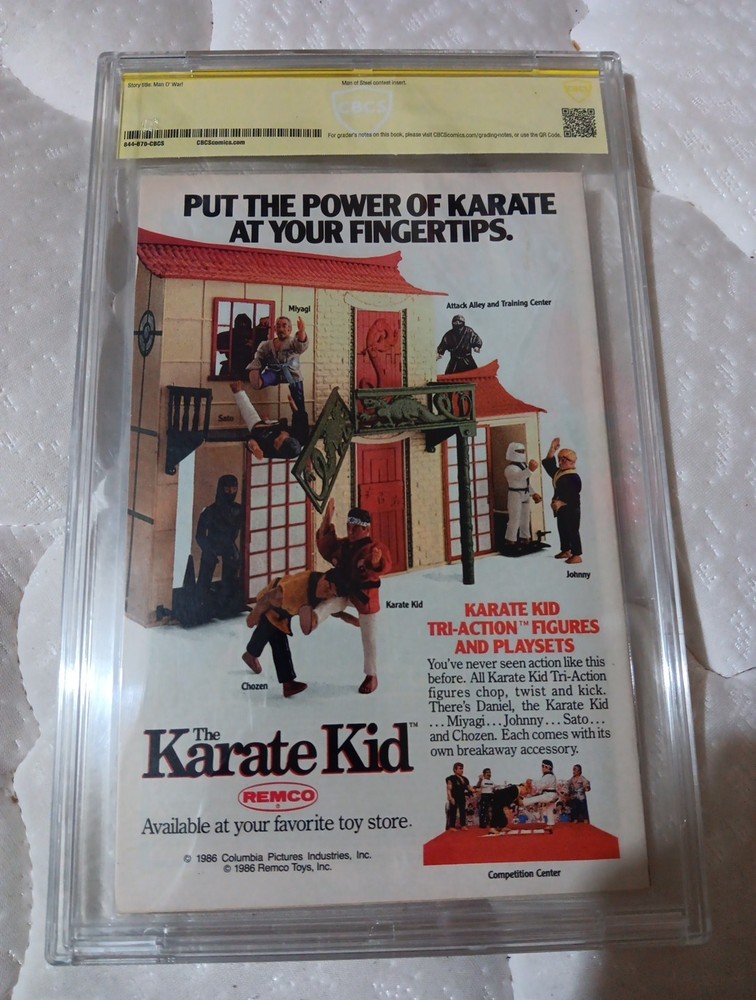 Story title: Man O' War!
Man of Steel contest insert.
CBCS
For grader's notes on this book, please visit CBCScomics.com/grading-notes, or use the QR Code.
CBCScomics.com
PUT THE POWER OF KARATE
AT YOUR FINGERTIPS.
Miyagi
Attack Alley and Training Center
Sato
Johnny
Karate Kid
Chozen
KARATE KID
TRI-ACTION™ FIGURES
AND PLAYSETS
You've never seen action like this
before. All Karate Kid Tri-Action
figures chop, twist and kick.
There's Daniel, the Karate Kid
...Miyagi...Johnny...Sato...
and Chozen. Each comes with its
own breakaway accessory.
The
Karate Kid™
REMCO
®
Available at your favorite toy store.
© 1986 Columbia Pictures Industries, Inc.
© 1986 Remco Toys, Inc.
Competition Center